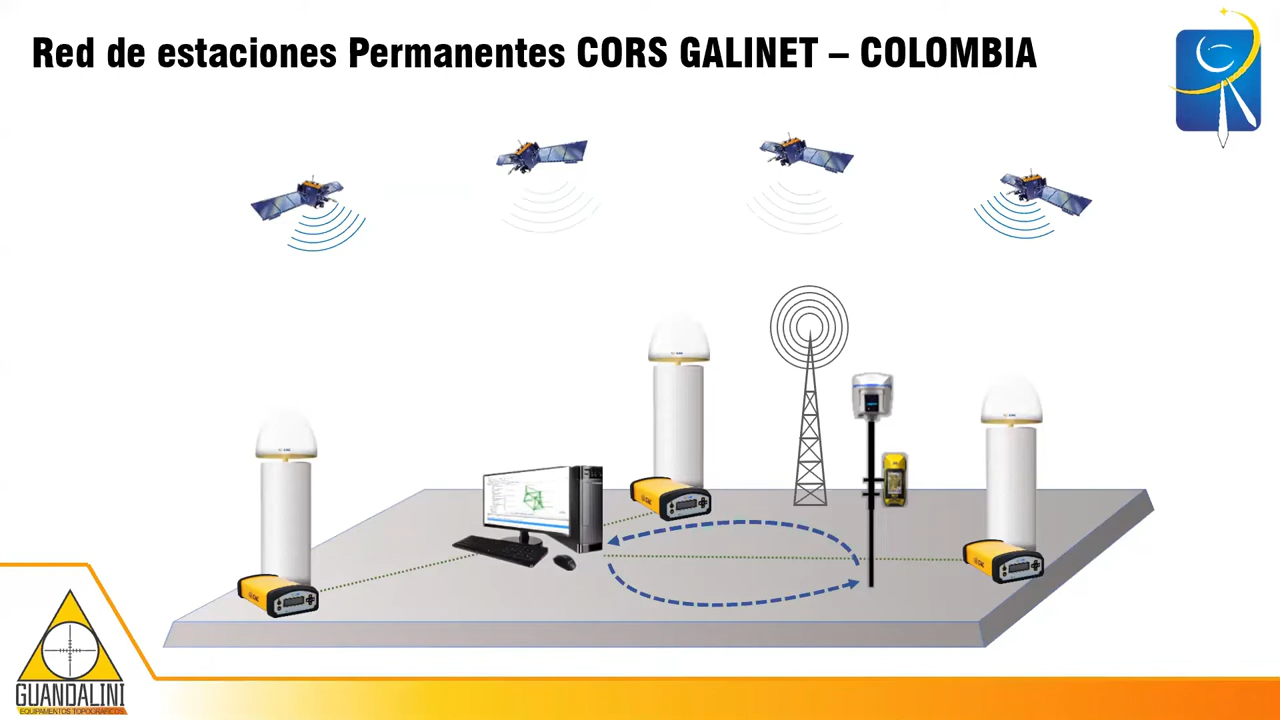 Red de estaciones Permanentes CORS GALINET – COLOMBIA
GUANDALINI
EQUIPAMENTOS TOPOGRÁFICOS